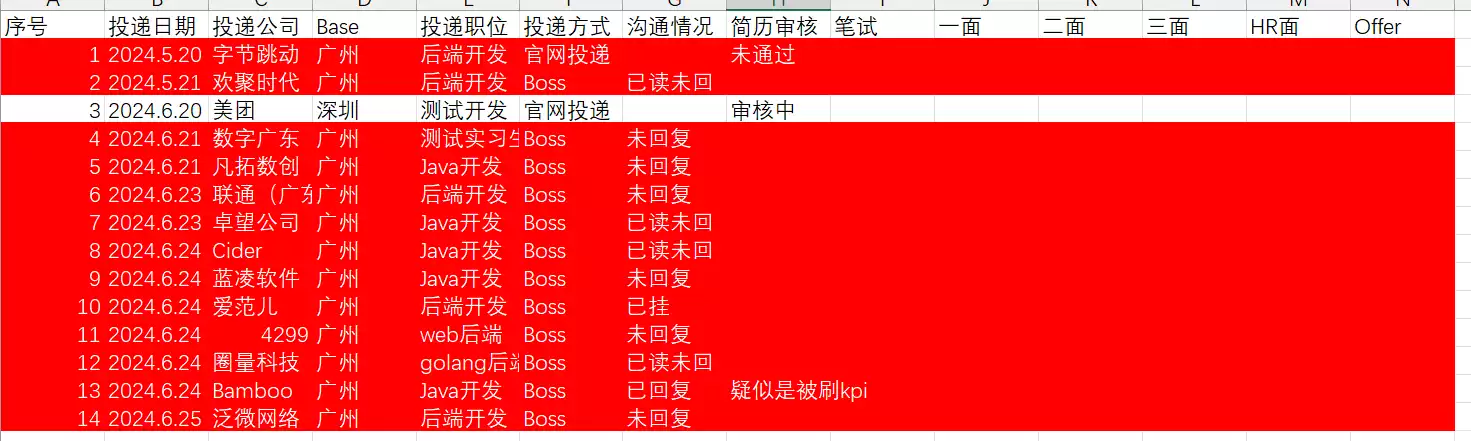 序号 投递日期 投递公司 Base 投递职位 投递方式 沟通情况 简历审核 笔试 一面 二面 三面 HR面 Offer
1 2024.5.20 字节跳动 广州 后端开发 官网投递 未通过
2 2024.5.21 欢聚时代 广州 后端开发 Boss 已读未回
3 2024.6.20 美团 深圳 测试开发 官网投递 审核中
4 2024.6.21 数字广东 广州 测试实习生 Boss 未回复
5 2024.6.21 凡拓数创 广州 Java开发 Boss 未回复
6 2024.6.23 联通（广东 广州 后端开发 Boss 未回复
7 2024.6.23 卓望公司 广州 Java开发 Boss 已读未回
8 2024.6.24 Cider 广州 Java开发 Boss 已读未回
9 2024.6.24 蓝凌软件 广州 Java开发 Boss 未回复
10 2024.6.24 爱范儿 广州 后端开发 Boss 已挂
11 2024.6.24 4299 广州 web后端 Boss 未回复
12 2024.6.24 圈量科技 广州 golang后端 Boss 已读未回
13 2024.6.24 Bamboo 广州 Java开发 Boss 已回复 疑似是被刷kpi
14 2024.6.25 泛微网络 广州 后端开发 Boss 未回复